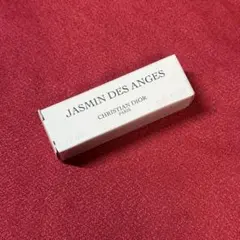 JASMIN DES ANGES
CHRISTIAN DIOR
PARIS